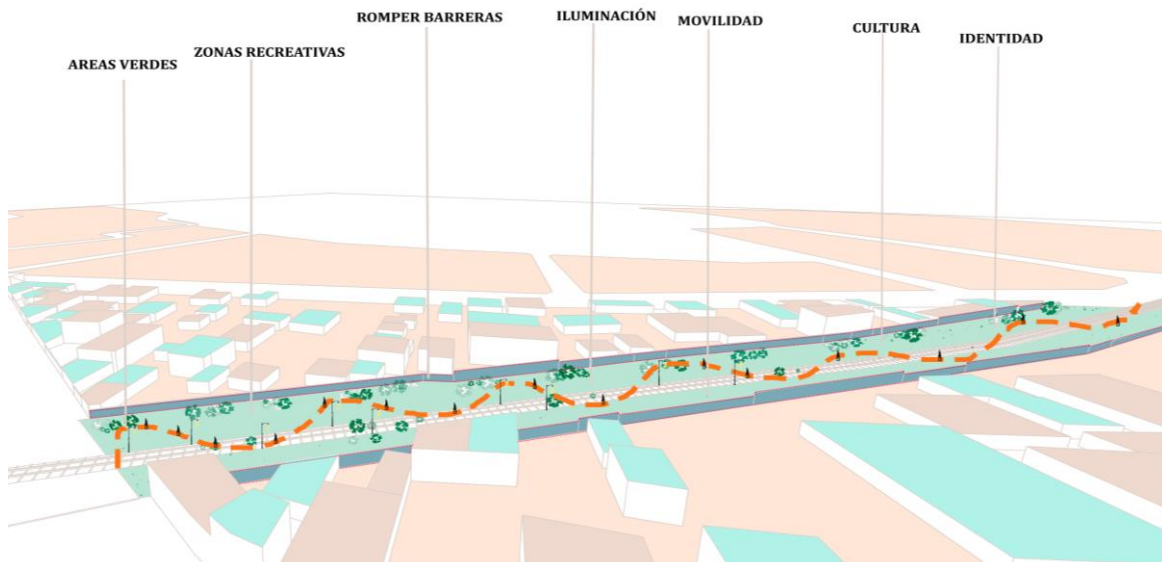 AREAS VERDES
ZONAS RECREATIVAS
ROMPER BARRERAS
ILUMINACIÓN
MOVILIDAD
CULTURA
IDENTIDAD